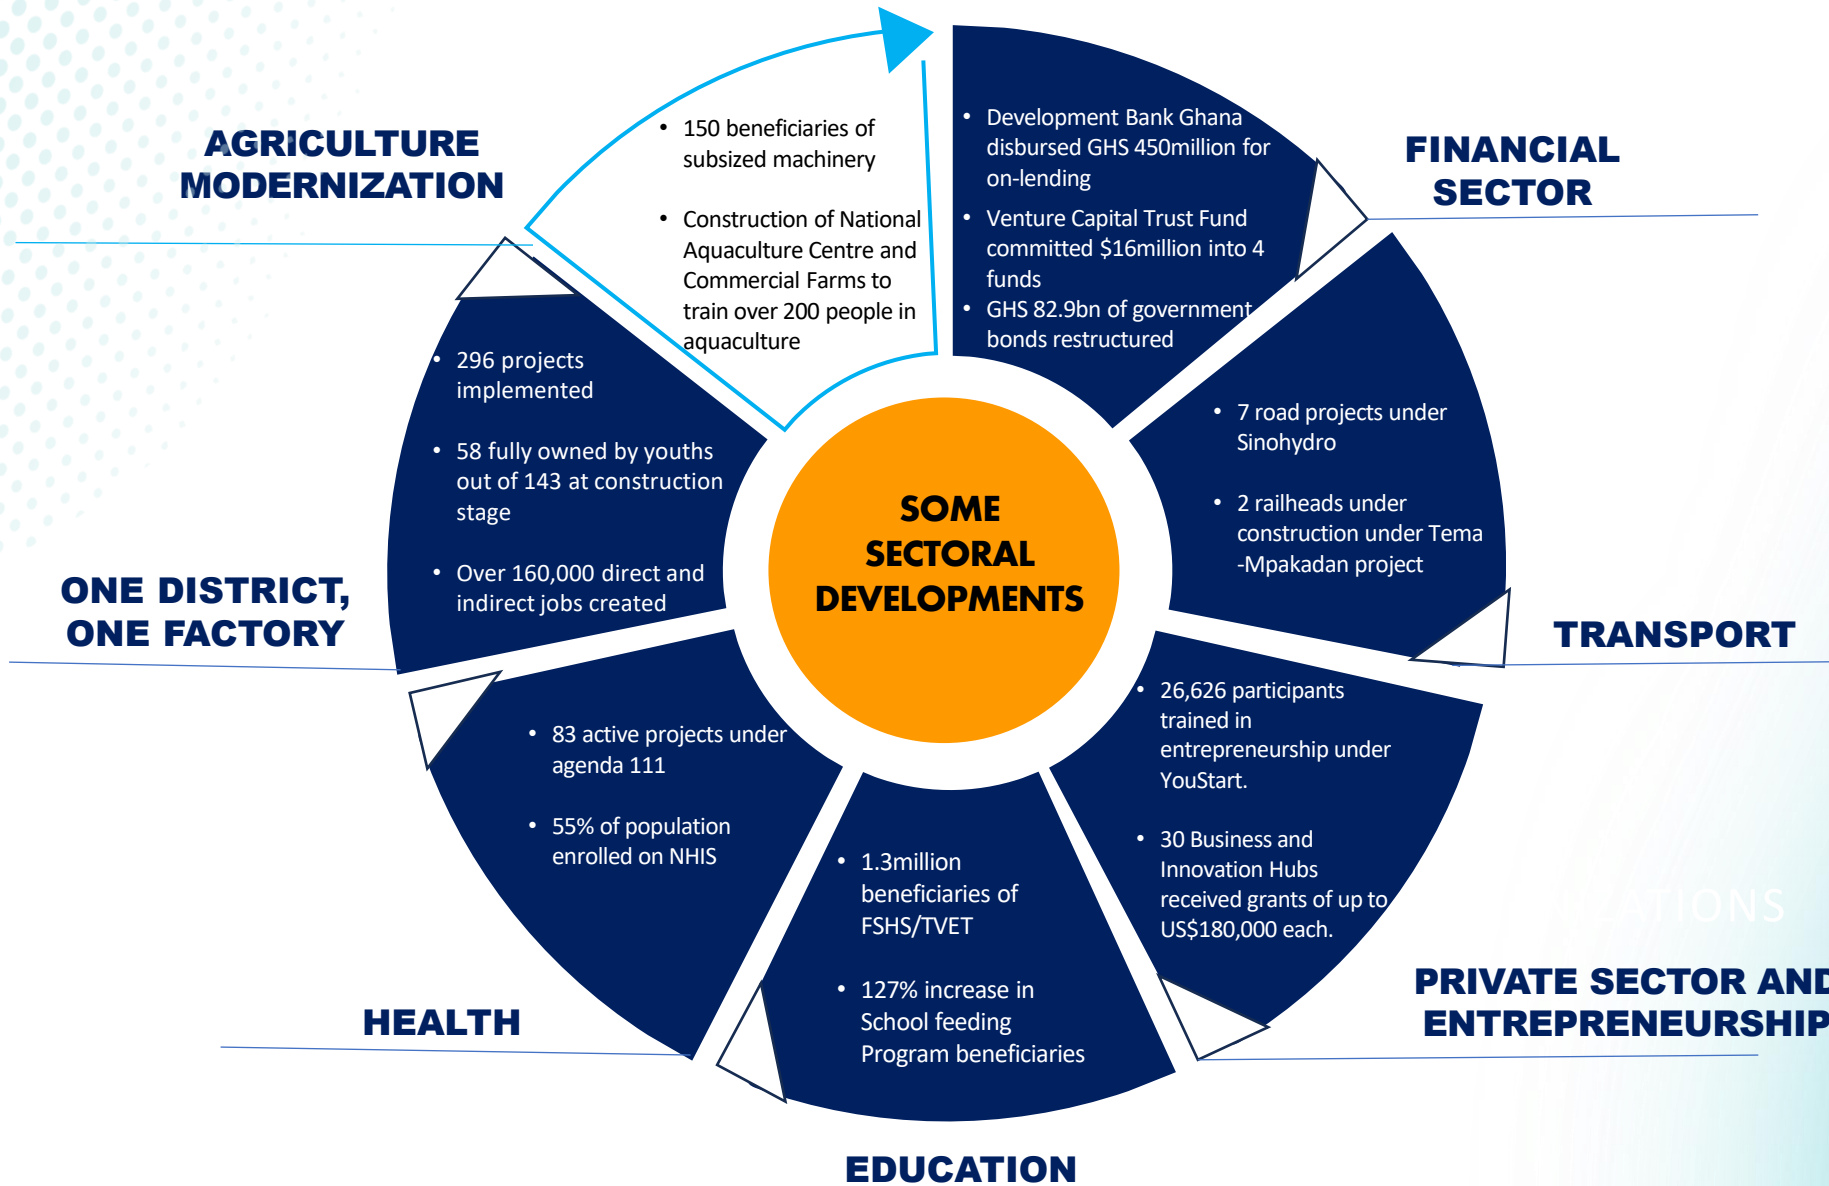 AGRICULTURE
MODERNIZATION
• 150 beneficiaries of
subsized machinery
• Construction of National
Aquaculture Centre and
Commercial Farms to
train over 200 people in
aquaculture
• Development Bank Ghana
disbursed GHS 450million for
on-lending
• Venture Capital Trust Fund
committed $16million into 4
funds
• GHS 82.9bn of government
bonds restructured
FINANCIAL
SECTOR
• 7 road projects under
Sinohydro
• 2 railheads under
construction under Tema
-Mpakadan project
TRANSPORT
• 26,626 participants
trained in
entrepreneurship under
YouStart.
• 30 Business and
Innovation Hubs
received grants of up to
US$180,000 each.
PRIVATE SECTOR AND
ENTREPRENEURSHIP
• 1.3million
beneficiaries of
FSHS/TVET
• 127% increase in
School feeding
Program beneficiaries
EDUCATION
• 83 active projects under
agenda 111
• 55% of population
enrolled on NHIS
HEALTH
• 296 projects
implemented
• 58 fully owned by youths
out of 143 at construction
stage
• Over 160,000 direct and
indirect jobs created
ONE DISTRICT,
ONE FACTORY
SOME
SECTORAL
DEVELOPMENTS